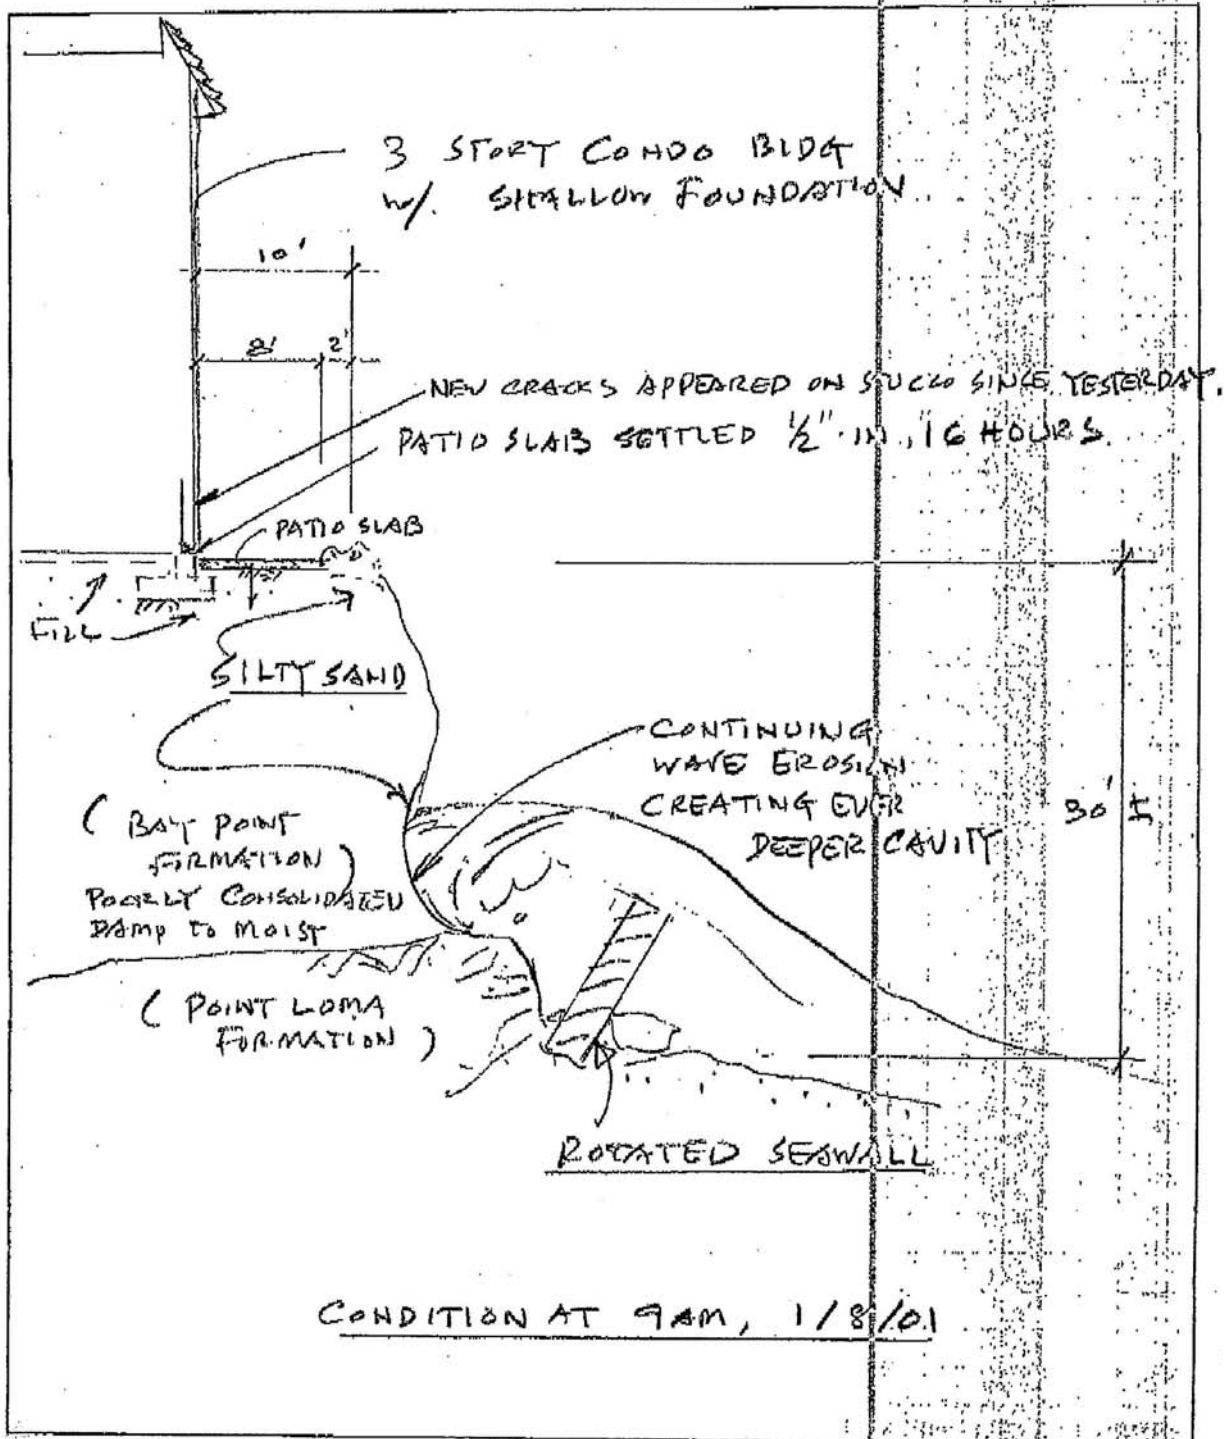 3 STORY CONDO BLDG
W/. SHALLOW FOUNDATION
10'
8' 2'
NEW CRACKS APPEARED ON STUCCO SINCE YESTERDAY.
PATIO SLAB SETTLED 1/2" IN 16 HOURS.
PATIO SLAB
FILL
SILTY SAND
CONTINUING
WAVE EROSION
CREATING EVER
DEEPER CAVITY
30' ±
( BAY POINT
FORMATION )
POORLY CONSOLIDATED
DAMP TO MOIST
( POINT LOMA
FORMATION )
ROTATED SEAWALL
CONDITION AT 9AM, 1/8/01